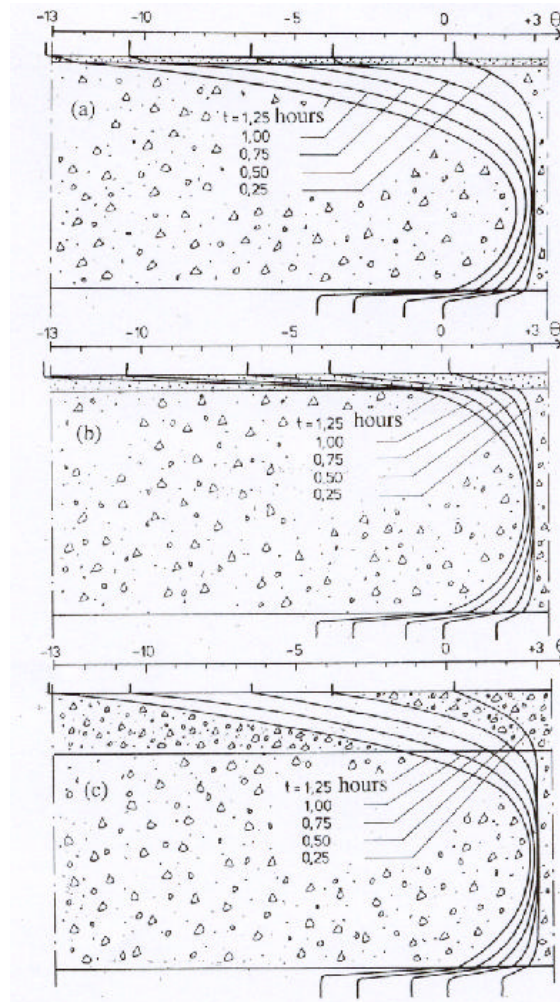 -13 -10 -5 0 +3 Θ
(a)
t = 1,25 hours
1,00
0,75
0,50
0,25
-13 -10 -5 0 +3 Θ
(b)
t = 1,25 hours
1,00
0,75
0,50
0,25
-13 -10 -5 0 +3 Θ
(c)
t = 1,25 hours
1,00
0,75
0,50
0,25